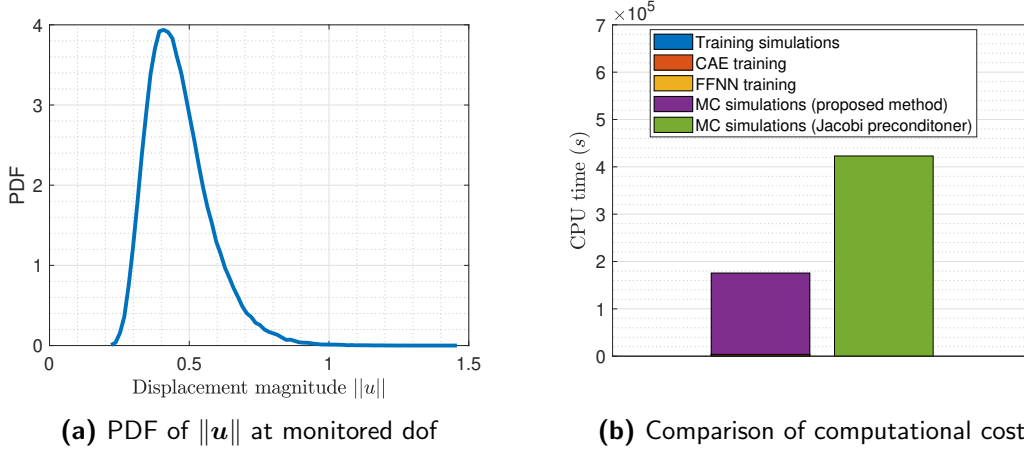 4
3
2
1
0
PDF
0
0.5
1
1.5
Displacement magnitude ||u||
(a) PDF of ‖u‖ at monitored dof
×10⁵
7
6
5
4
3
2
1
0
CPU time (s)
Training simulations
CAE training
FFNN training
MC simulations (proposed method)
MC simulations (Jacobi preconditoner)
(b) Comparison of computational cost